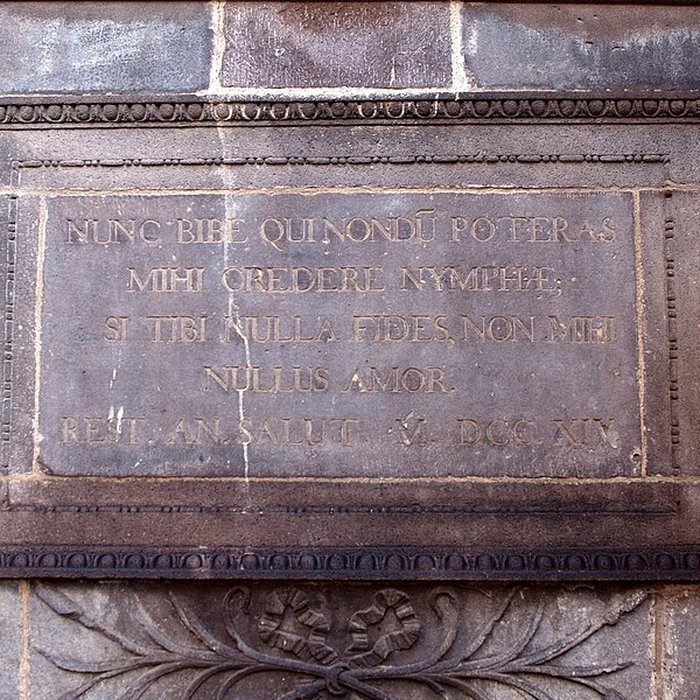 NUNC BIBE QUI NONDŪ POTERAS
MIHI CREDERE NYMPHÆ;
SI TIBI NULLA FIDES, NON MIHI
NULLUS AMOR.
REST. AN. SALUT. M. DCC. XIV.